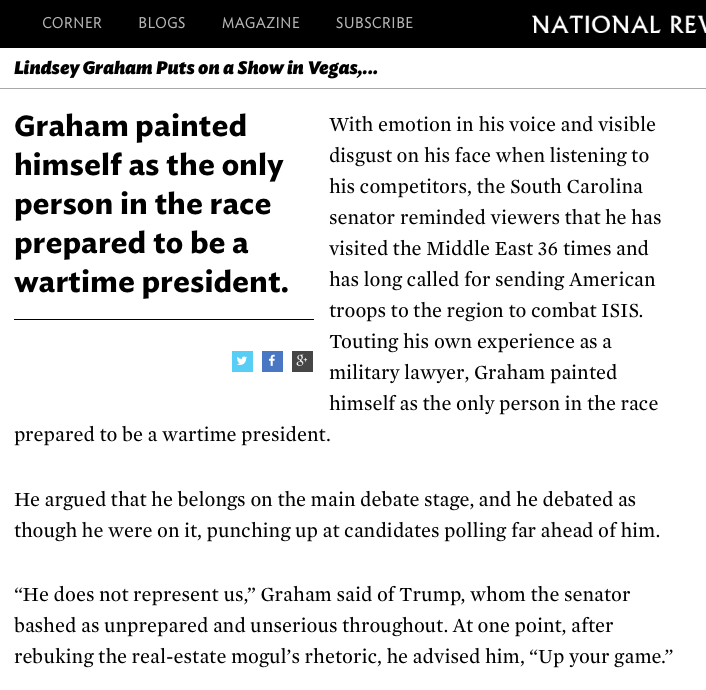 CORNER BLOGS MAGAZINE SUBSCRIBE NATIONAL REV
Lindsey Graham Puts on a Show in Vegas,...
Graham painted
himself as the only
person in the race
prepared to be a
wartime president.
With emotion in his voice and visible
disgust on his face when listening to
his competitors, the South Carolina
senator reminded viewers that he has
visited the Middle East 36 times and
has long called for sending American
troops to the region to combat ISIS.
Touting his own experience as a
military lawyer, Graham painted
himself as the only person in the race
prepared to be a wartime president.
He argued that he belongs on the main debate stage, and he debated as
though he were on it, punching up at candidates polling far ahead of him.
“He does not represent us,” Graham said of Trump, whom the senator
bashed as unprepared and unserious throughout. At one point, after
rebuking the real-estate mogul’s rhetoric, he advised him, “Up your game.”